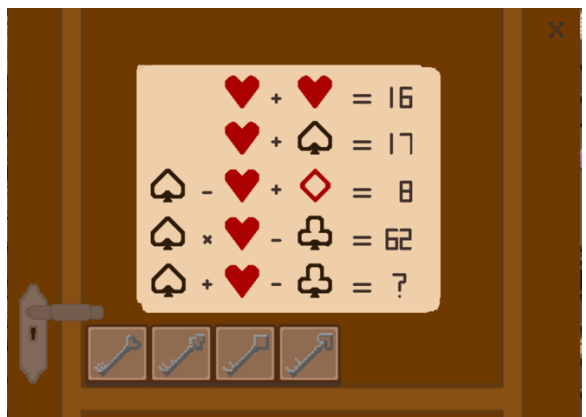 X
♥ + ♥ = 16
♥ + ♤ = 17
♤ - ♥ + ♢ = 8
♤ × ♥ - ♧ = 62
♤ + ♥ - ♧ = ?